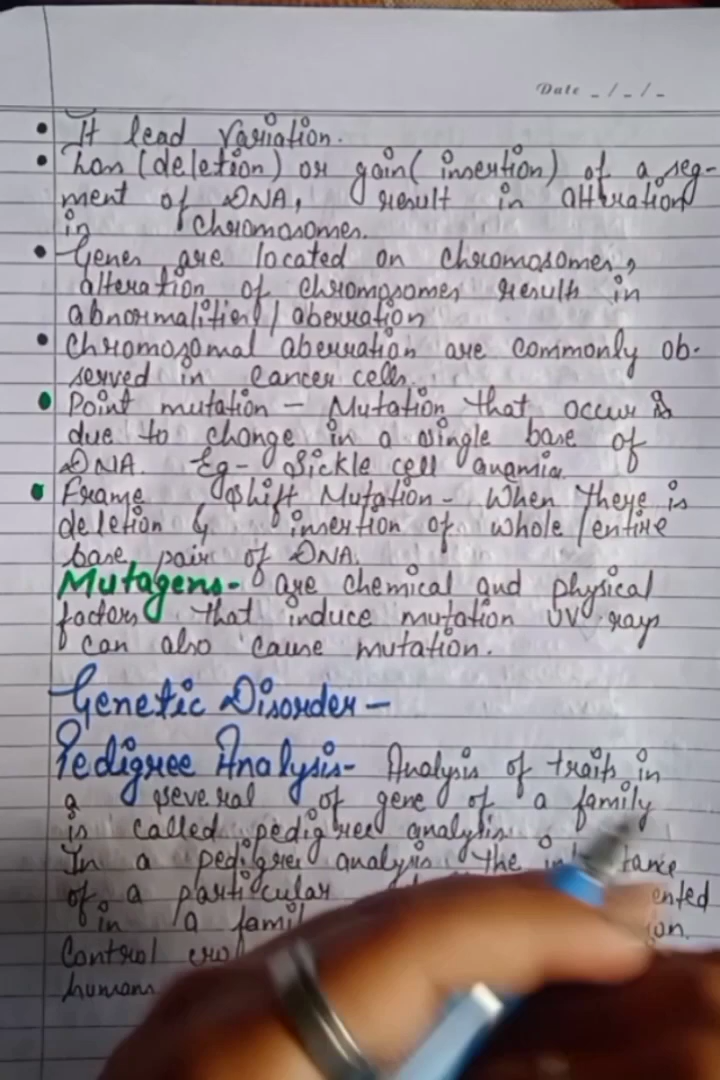 Date _/_/_
• It lead variation.
• Loss (deletion) or gain (insertion) of a seg-
ment of DNA, result in alteration
in chromosomes.
• Genes are located on chromosomes,
alteration of chromosomes results in
abnormalities / aberration
• Chromosomal aberration are commonly ob-
served in cancer cells.
• Point mutation - Mutation that occur is
due to change in a single base of
DNA. Eg- Sickle cell anamia
• Frame shift Mutation - When there is
deletion & insertion of whole/entire
base pair of DNA.
Mutagens - are chemical and physical
factors that induce mutation UV rays
can also cause mutation.
Genetic Disorder -
Pedigree Analysis - Analysis of traits in
a several of gene of a family
is called pedigree analysis.
In a pedigree analysis the
of a particular
in a
Control
humans